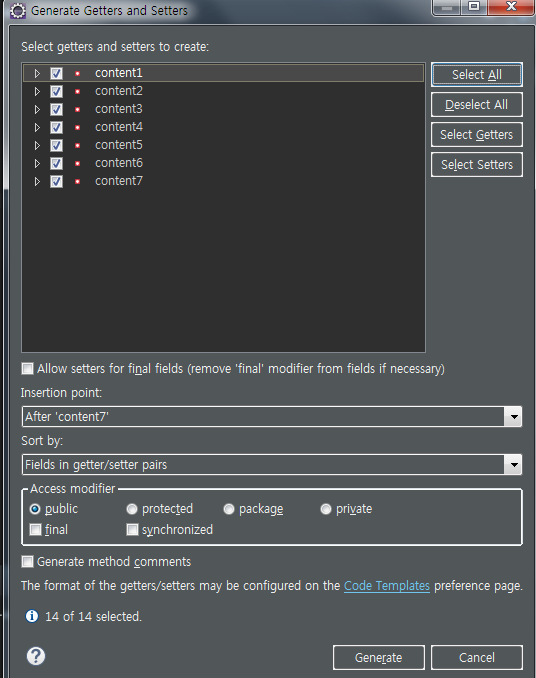 Generate Getters and Setters
Select getters and setters to create:
content1
content2
content3
content4
content5
content6
content7
Select All
Deselect All
Select Getters
Select Setters
Allow setters for final fields (remove 'final' modifier from fields if necessary)
Insertion point:
After 'content7'
Sort by:
Fields in getter/setter pairs
Access modifier
public protected package private
final synchronized
Generate method comments
The format of the getters/setters may be configured on the Code Templates preference page.
14 of 14 selected.
Generate Cancel